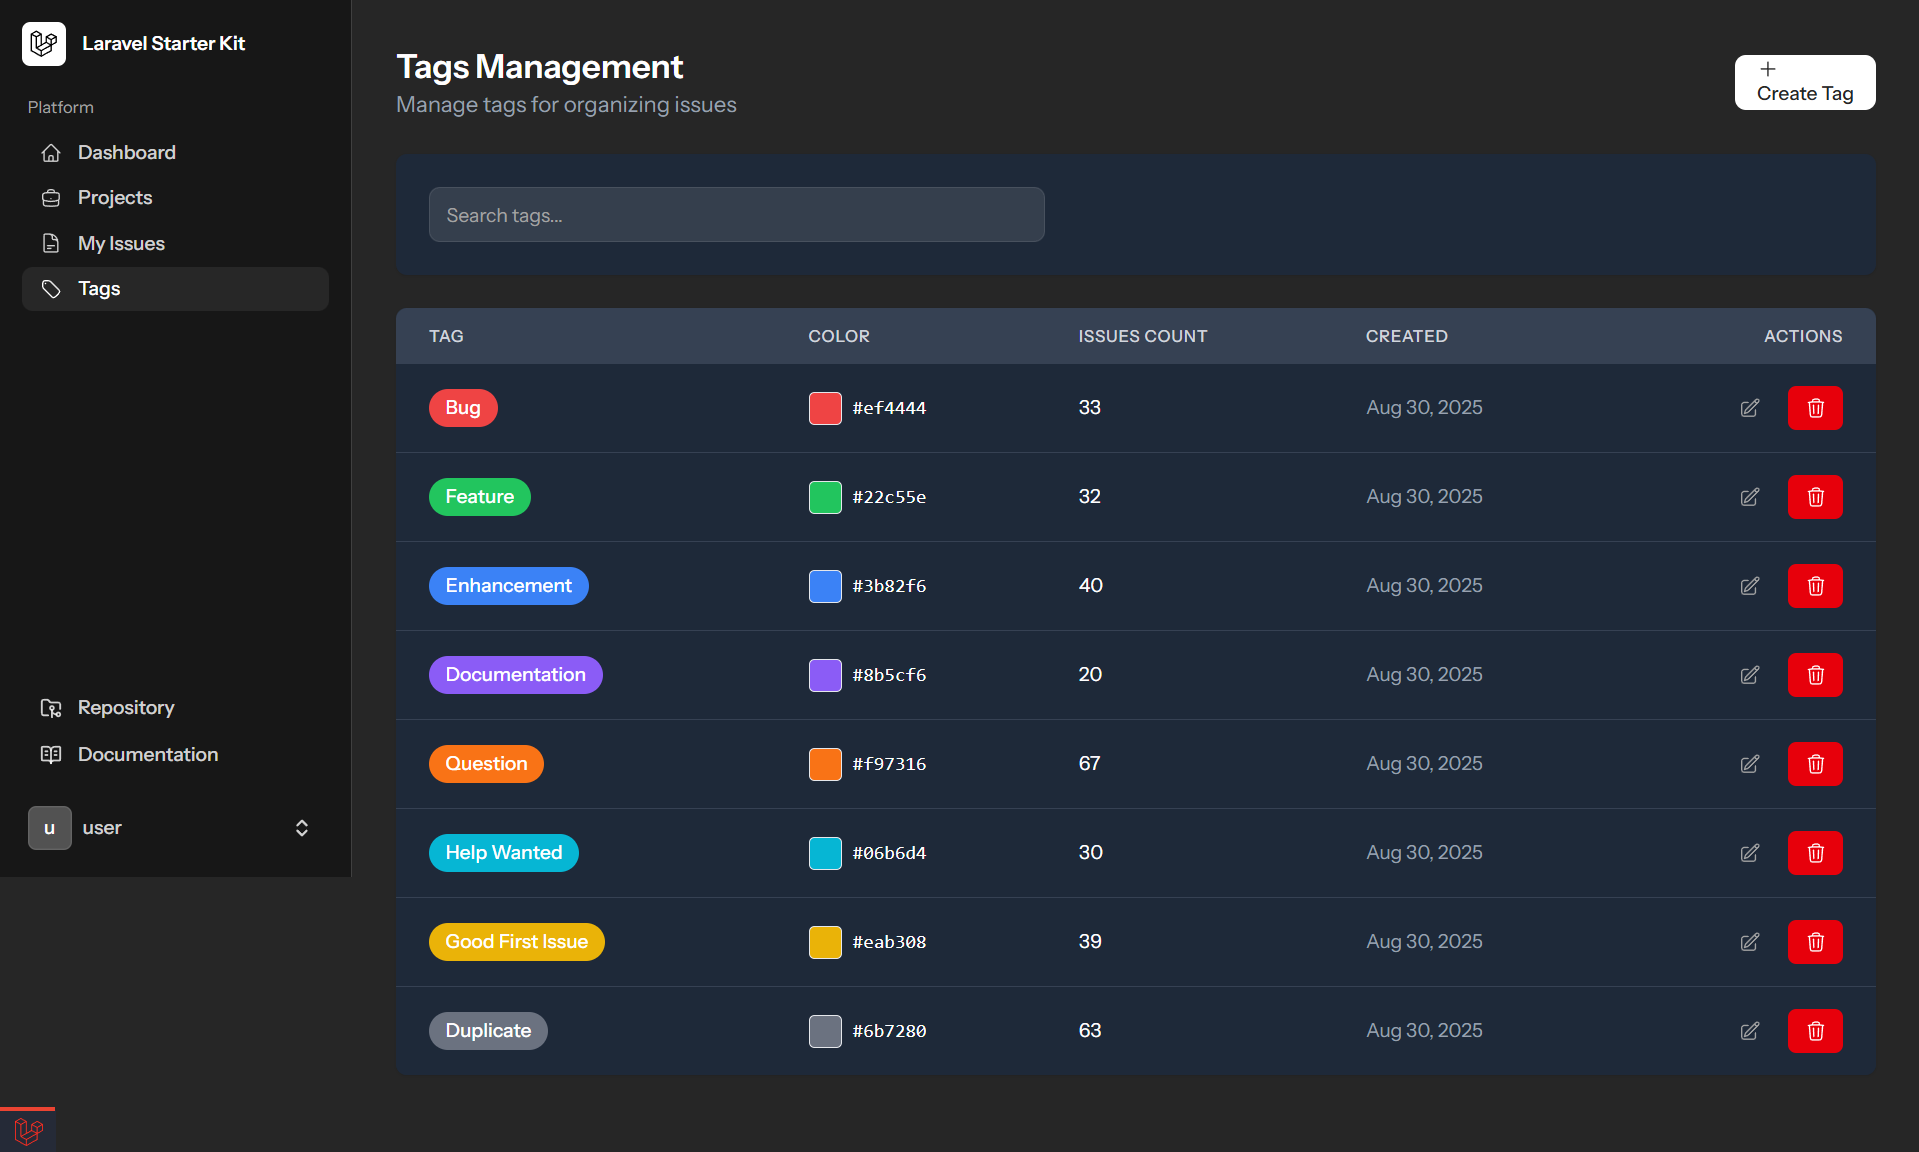 Laravel Starter Kit
Platform
Dashboard
Projects
My Issues
Tags
Repository
Documentation
u user
Tags Management
Manage tags for organizing issues
Create Tag
Search tags...
TAG COLOR ISSUES COUNT CREATED ACTIONS
Bug #ef4444 33 Aug 30, 2025
Feature #22c55e 32 Aug 30, 2025
Enhancement #3b82f6 40 Aug 30, 2025
Documentation #8b5cf6 20 Aug 30, 2025
Question #f97316 67 Aug 30, 2025
Help Wanted #06b6d4 30 Aug 30, 2025
Good First Issue #eab308 39 Aug 30, 2025
Duplicate #6b7280 63 Aug 30, 2025